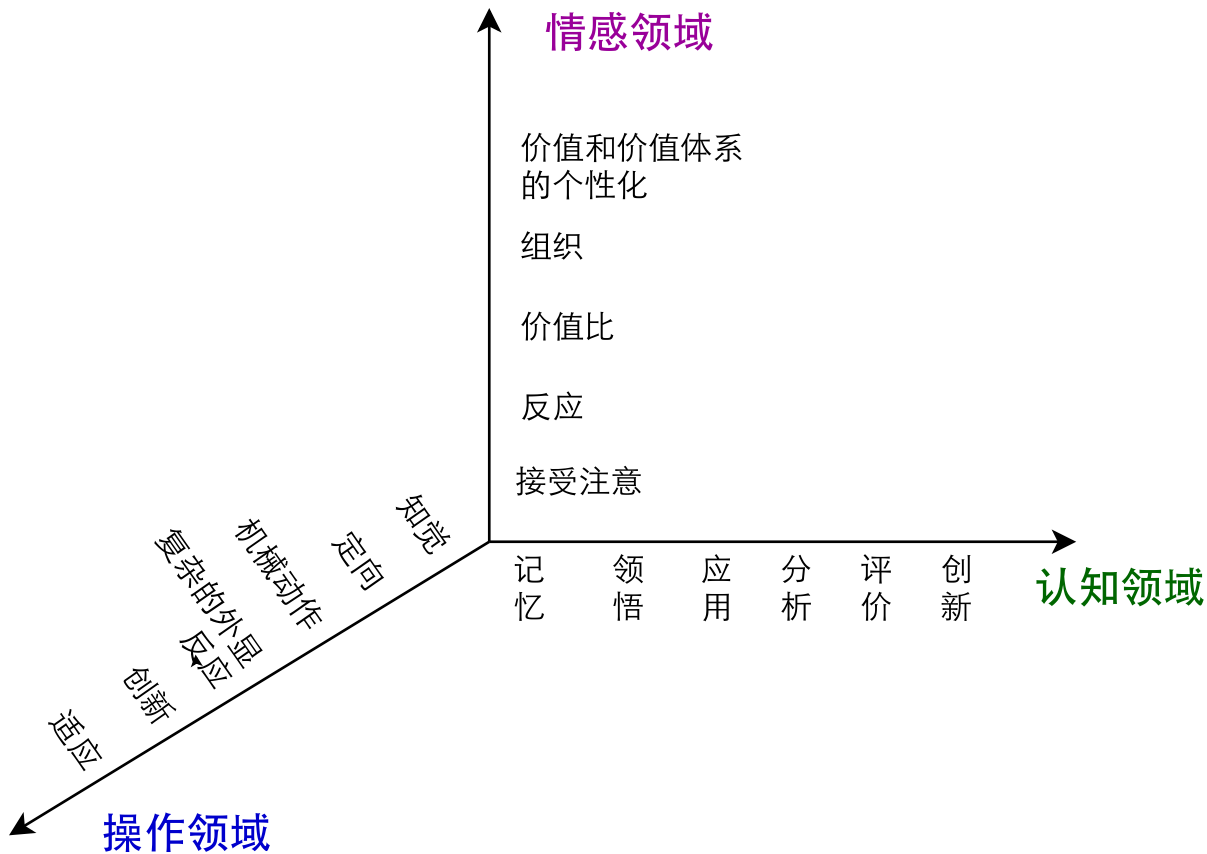 情感领域
价值和价值体系
的个性化
组织
价值比
反应
接受注意
知觉
定向
机械动作
复杂的外显
反应
创新
适应
操作领域
记忆
领悟
应用
分析
评价
创新
认知领域